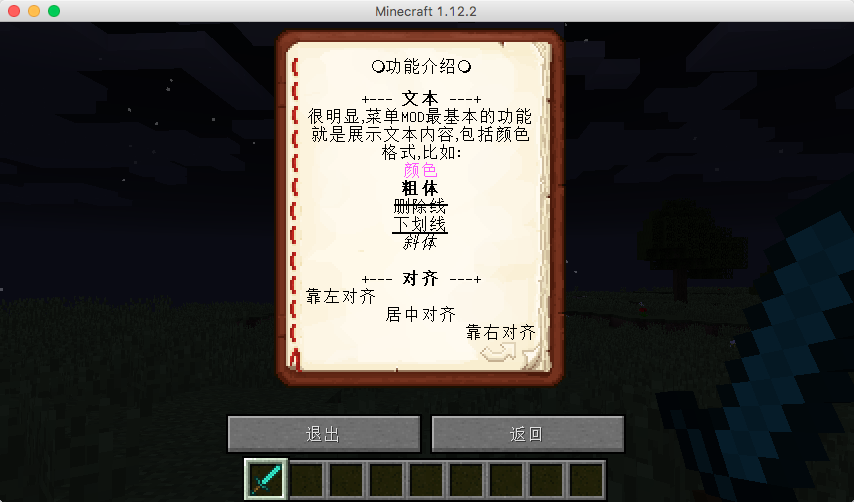 Minecraft 1.12.2
❍功能介绍❍
+--- 文本 ---+
很明显,菜单MOD最基本的功能
就是展示文本内容,包括颜色
格式,比如:
颜色
粗体
删除线
下划线
斜体
+--- 对齐 ---+
靠左对齐
居中对齐
靠右对齐
退出
返回